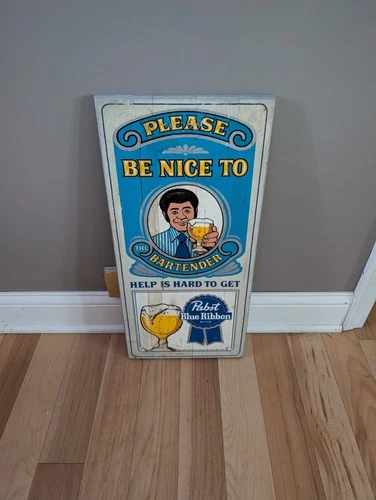 PLEASE
BE NICE TO
THE
BARTENDER
HELP IS HARD TO GET
Pabst
Blue Ribbon